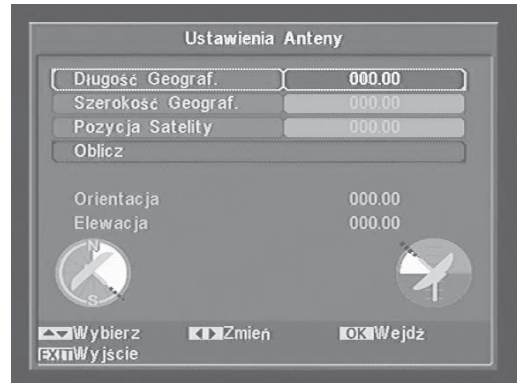 Ustawienia Anteny
Długość Geograf. 000.00
Szerokość Geograf. 000.00
Pozycja Satelity 000.00
Oblicz
Orientacja 000.00
Elewacja 000.00
N
S
Wybierz Zmień OK Wejdź
EXIT Wyjście